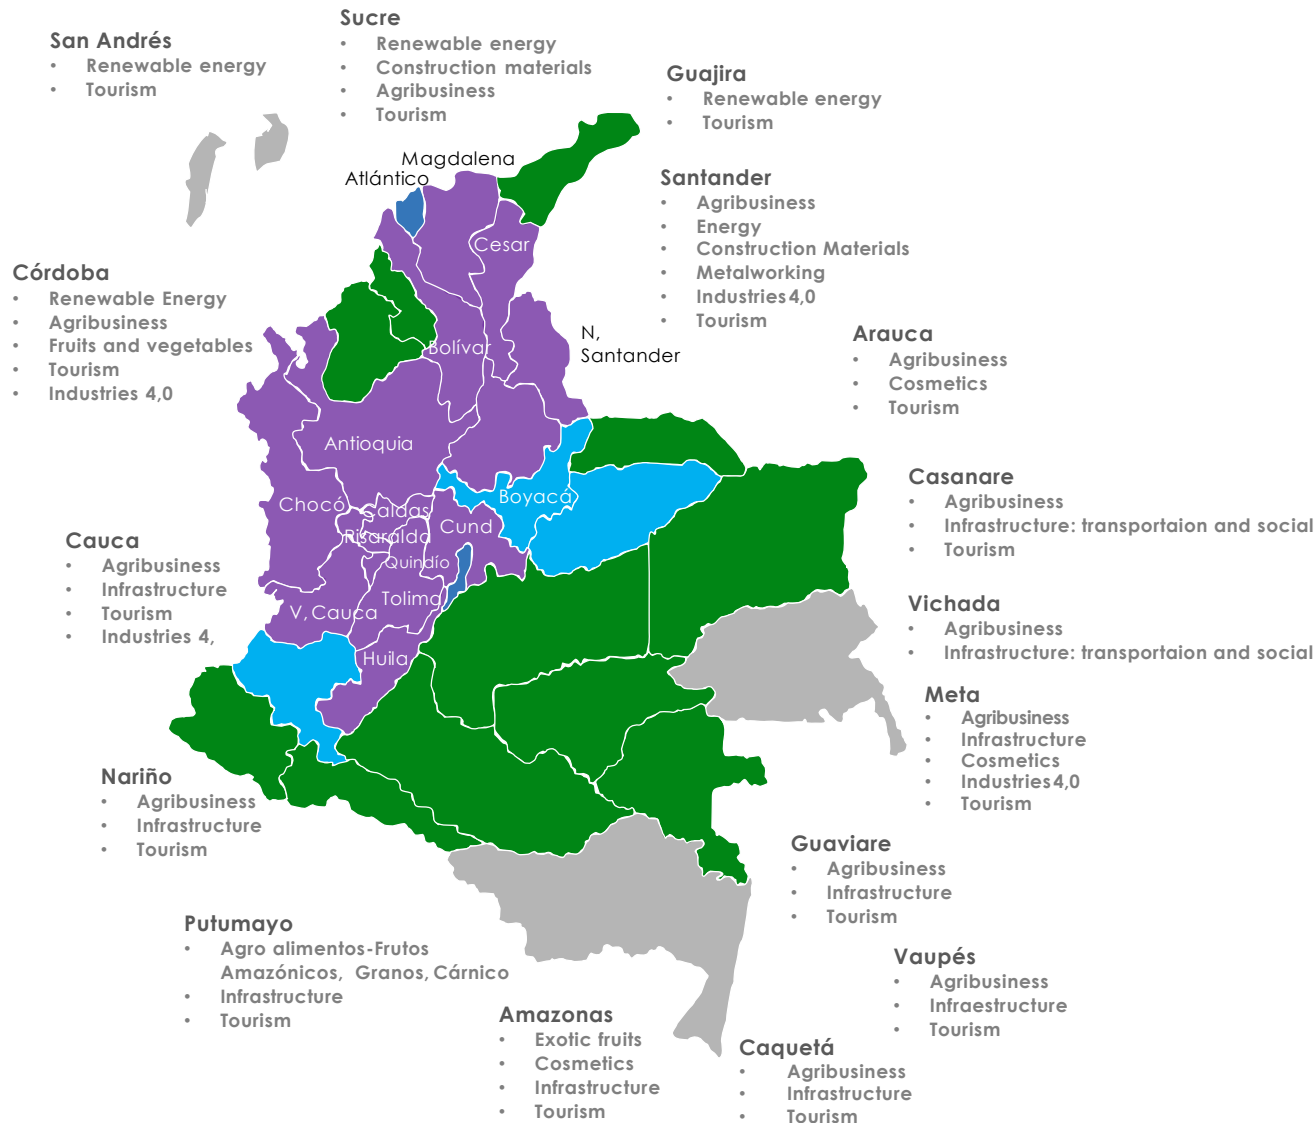 Sucre
• Renewable energy
• Construction materials
• Agribusiness
• Tourism
San Andrés
• Renewable energy
• Tourism
Guajira
• Renewable energy
• Tourism
Magdalena
Atlántico
Santander
• Agribusiness
• Energy
• Construction Materials
• Metalworking
• Industries 4,0
• Tourism
Cesar
Córdoba
• Renewable Energy
• Agribusiness
• Fruits and vegetables
• Tourism
• Industries 4,0
N,
Santander
Bolívar
Arauca
• Agribusiness
• Cosmetics
• Tourism
Antioquia
Chocó
Caldas
Boyacá
Cund
Risaralda
Quindío
Tolima
V, Cauca
Huila
Casanare
• Agribusiness
• Infrastructure: transportaion and social
• Tourism
Cauca
• Agribusiness
• Infrastructure
• Tourism
• Industries 4,
Vichada
• Agribusiness
• Infrastructure: transportaion and social
Meta
• Agribusiness
• Infrastructure
• Cosmetics
• Industries 4,0
• Tourism
Nariño
• Agribusiness
• Infrastructure
• Tourism
Guaviare
• Agribusiness
• Infrastructure
• Tourism
Putumayo
• Agro alimentos-Frutos
Amazónicos, Granos, Cárnico
• Infrastructure
• Tourism
Vaupés
• Agribusiness
• Infraestructure
• Tourism
Amazonas
• Exotic fruits
• Cosmetics
• Infrastructure
• Tourism
Caquetá
• Agribusiness
• Infrastructure
• Tourism